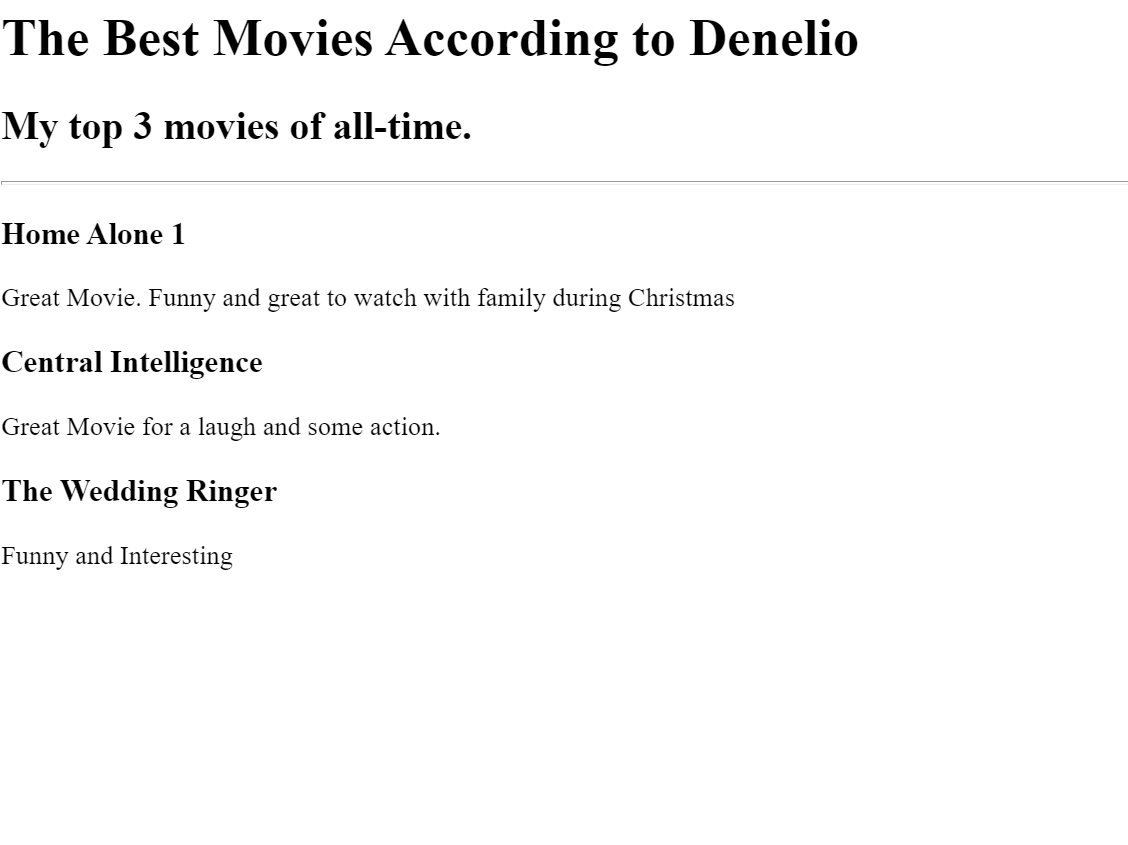 The Best Movies According to Denelio
My top 3 movies of all-time.
Home Alone 1
Great Movie. Funny and great to watch with family during Christmas
Central Intelligence
Great Movie for a laugh and some action.
The Wedding Ringer
Funny and Interesting